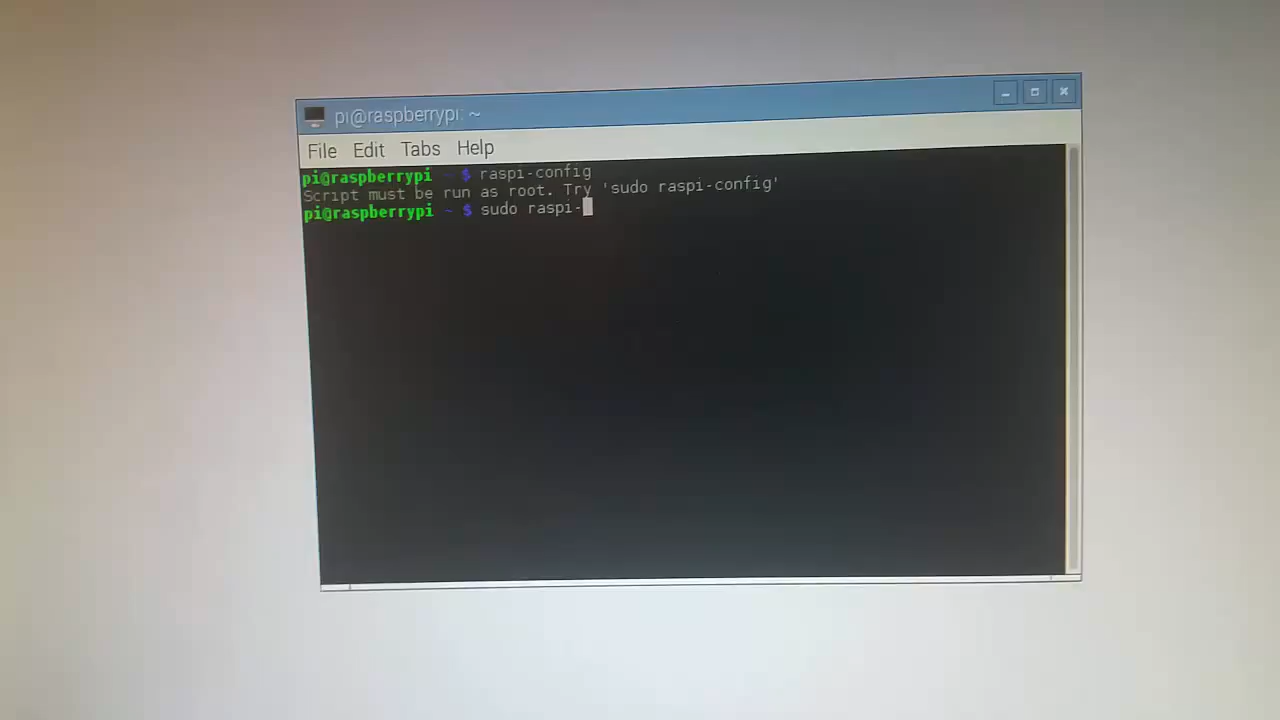 pi@raspberrypi: ~
File Edit Tabs Help
pi@raspberrypi ~ $ raspi-config
Script must be run as root. Try 'sudo raspi-config'
pi@raspberrypi ~ $ sudo raspi-